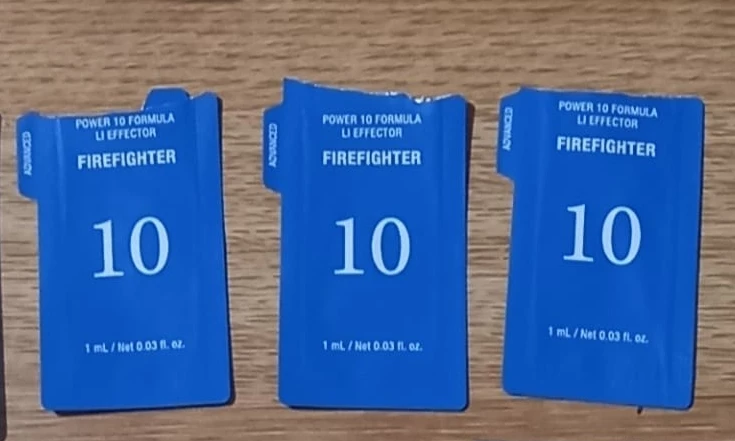 ADVANCED
POWER 10 FORMULA
LI EFFECTOR
FIREFIGHTER
10
1 mL / Net 0.03 fl. oz.
ADVANCED
POWER 10 FORMULA
LI EFFECTOR
FIREFIGHTER
10
1 mL / Net 0.03 fl. oz.
ADVANCED
POWER 10 FORMULA
LI EFFECTOR
FIREFIGHTER
10
1 mL / Net 0.03 fl. oz.